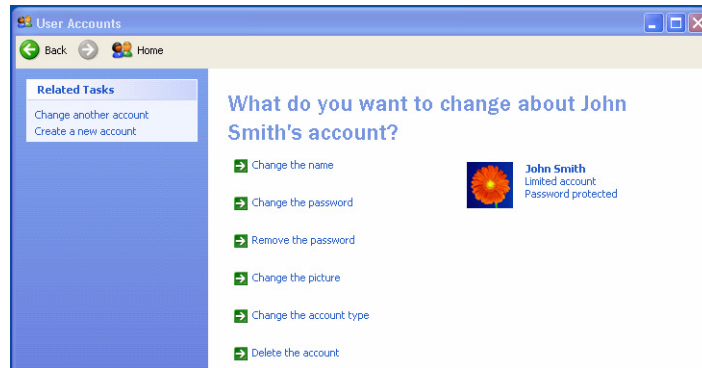 User Accounts
Back Home
Related Tasks
Change another account
Create a new account
What do you want to change about John
Smith's account?
Change the name
Change the password
Remove the password
Change the picture
Change the account type
Delete the account
John Smith
Limited account
Password protected